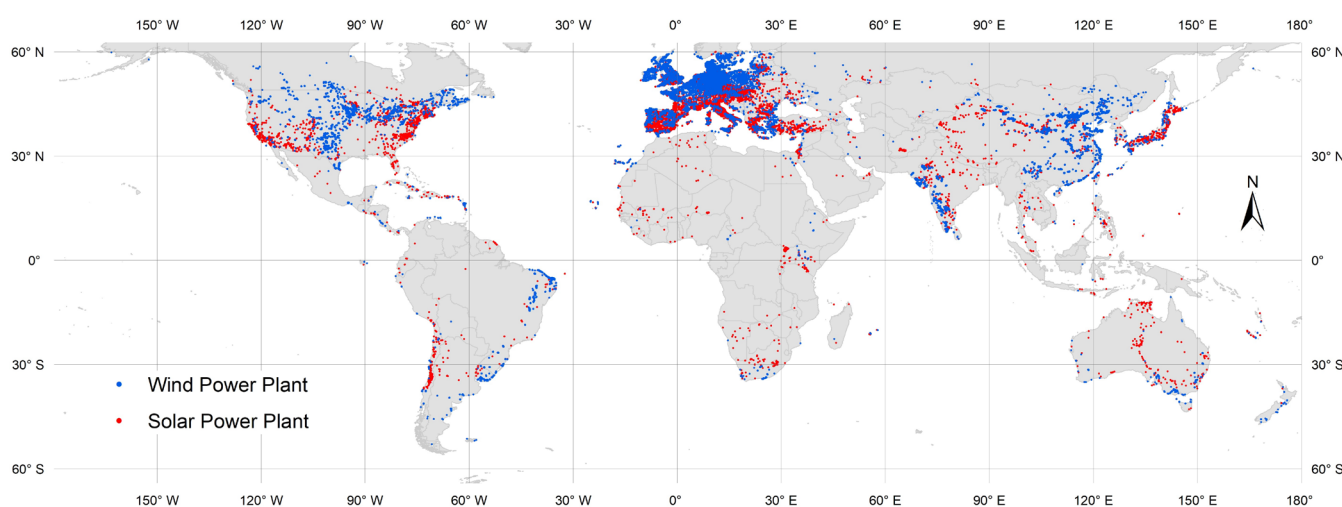 150° W 120° W 90° W 60° W 30° W 0° 30° E 60° E 90° E 120° E 150° E 180°
60° N 60° N
30° N 30° N
N
0° 0°
30° S 30° S
Wind Power Plant
Solar Power Plant
60° S 60° S
150° W 120° W 90° W 60° W 30° W 0° 30° E 60° E 90° E 120° E 150° E 180°